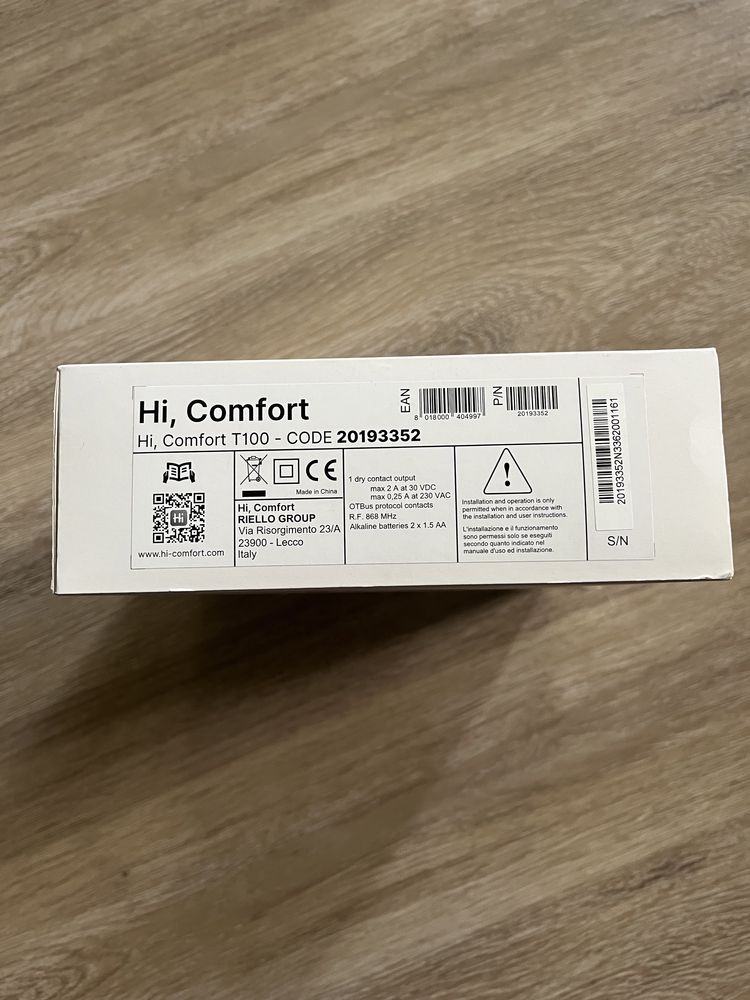 Hi, Comfort
Hi, Comfort T100 - CODE 20193352
EAN
8 018000 404997
P/N
20193352
Hi
www.hi-comfort.com
CE
Made in China
Hi, Comfort
RIELLO GROUP
Via Risorgimento 23/A
23900 - Lecco
Italy
1 dry contact output
max 2 A at 30 VDC
max 0,25 A at 230 VAC
OTBus protocol contacts
R.F. 868 MHz
Alkaline batteries 2 x 1.5 AA
!
Installation and operation is only
permitted when in accordance with
the installation and user instructions.
L'installazione e il funzionamento
sono permessi solo se eseguiti
secondo quanto indicato nel
manuale d'uso ed installazione.
20193352N3362001161
S/N